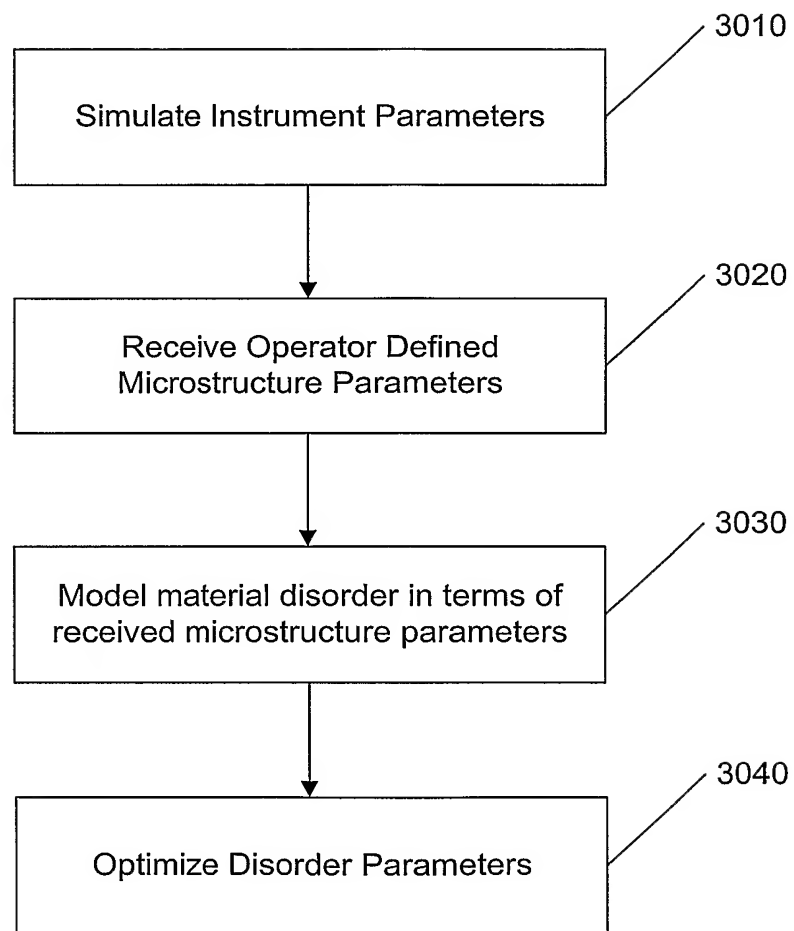 3010
Simulate Instrument Parameters
3020
Receive Operator Defined
Microstructure Parameters
3030
Model material disorder in terms of
received microstructure parameters
3040
Optimize Disorder Parameters